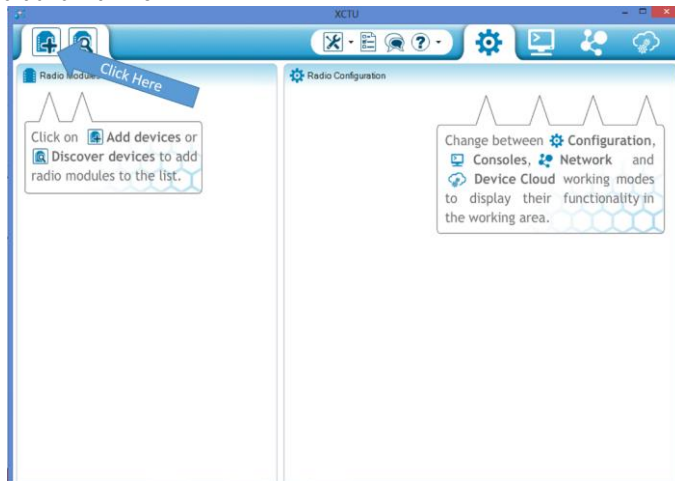 XCTU
Click Here
Radio Modules
Radio Configuration
Click on Add devices or
Discover devices to add
radio modules to the list.
Change between Configuration,
Consoles, Network and
Device Cloud working modes
to display their functionality in
the working area.